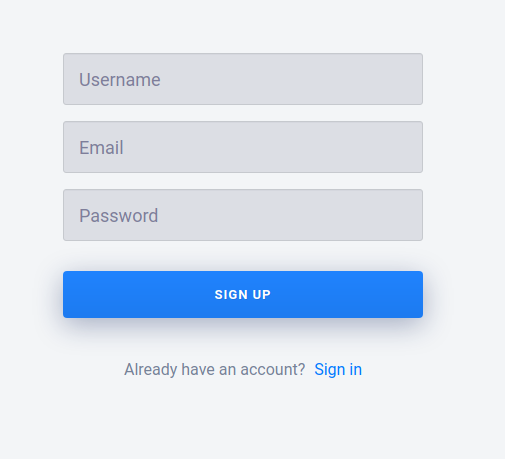 Username
Email
Password
SIGN UP
Already have an account? Sign in